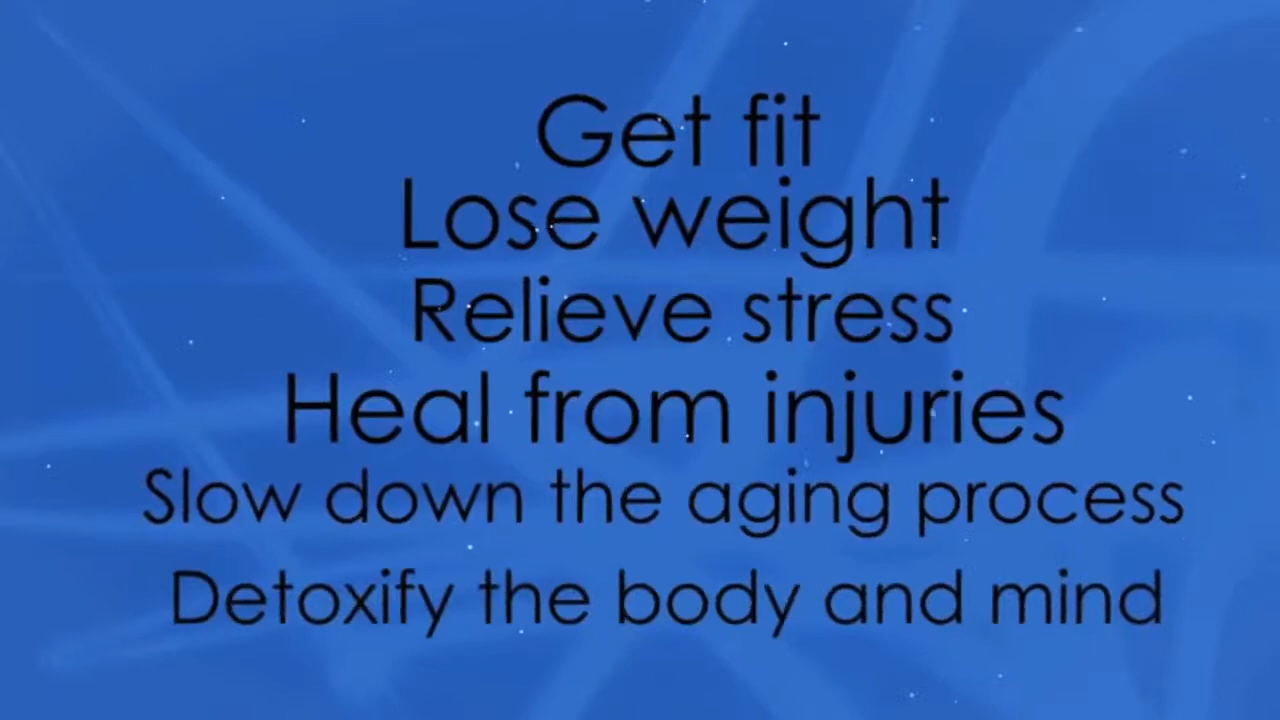 Get fit
Lose weight
Relieve stress
Heal from injuries
Slow down the aging process
Detoxify the body and mind